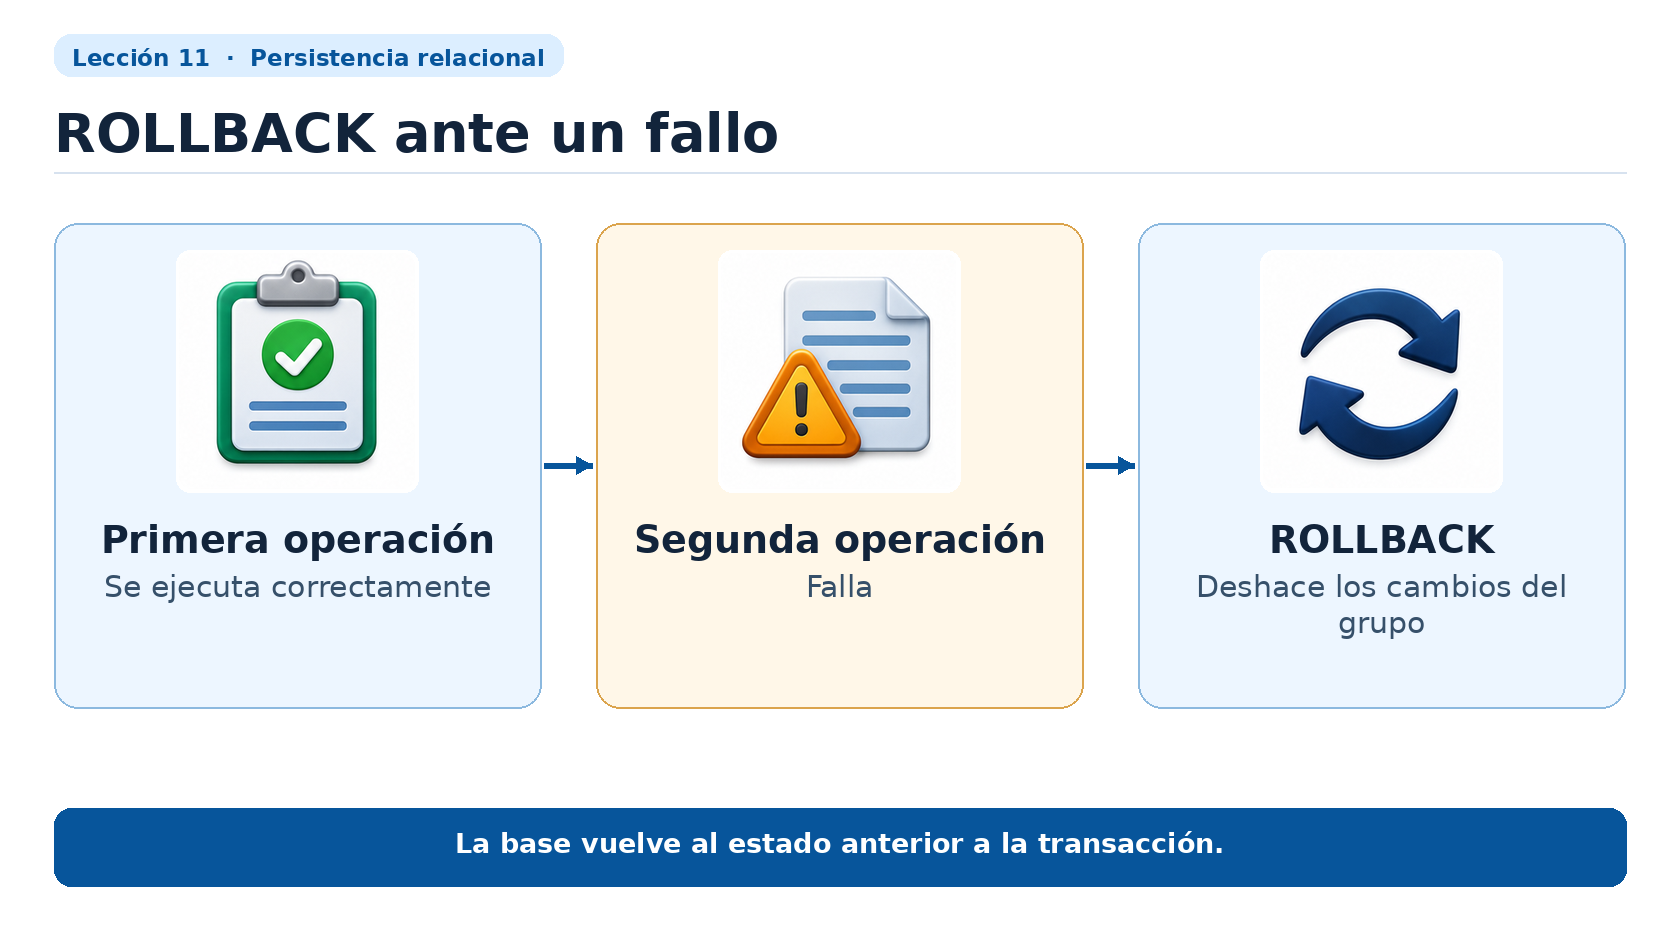 Lección 11 · Persistencia relacional
ROLLBACK ante un fallo
Primera operación
Se ejecuta correctamente
Segunda operación
Falla
ROLLBACK
Deshace los cambios del
grupo
La base vuelve al estado anterior a la transacción.